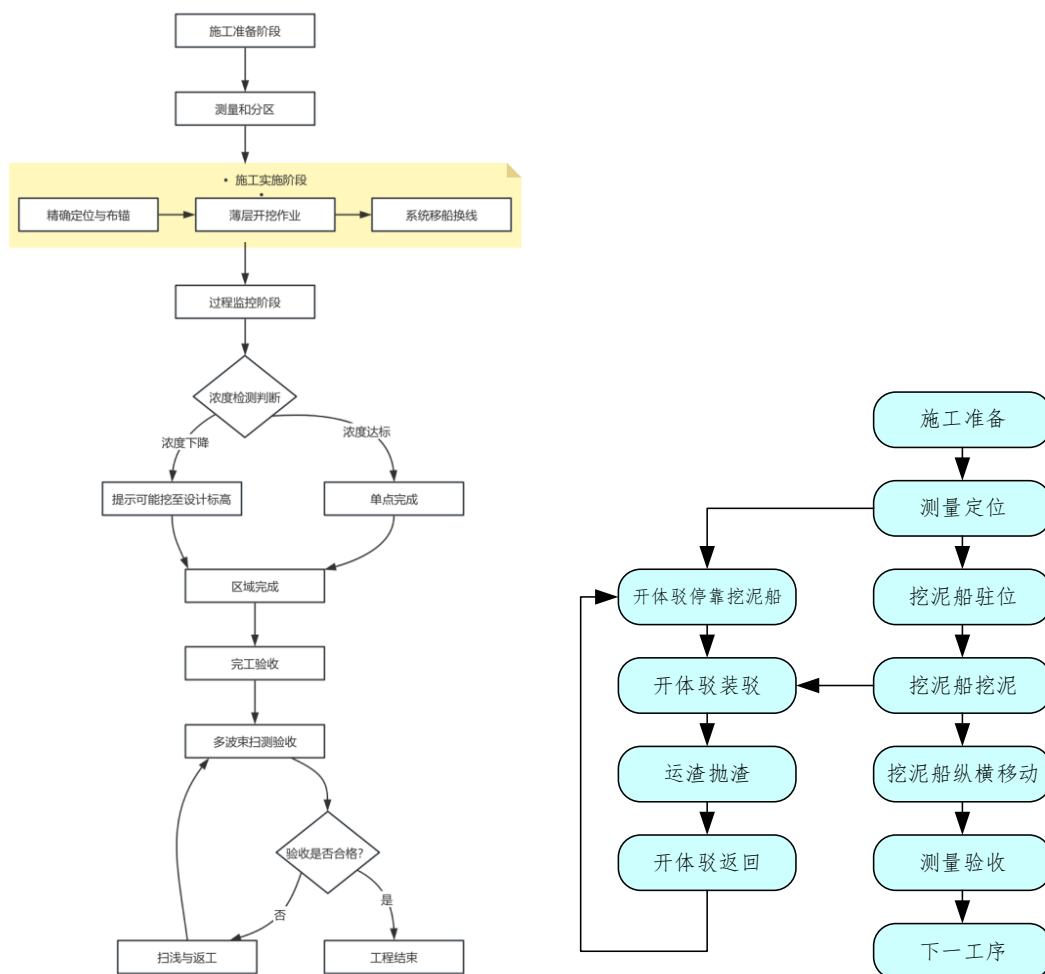 施工准备阶段
测量和分区
• 施工实施阶段
•
精确定位与布锚
薄层开挖作业
系统移船换线
过程监控阶段
浓度检测判断
浓度下降
浓度达标
提示可能挖至设计标高
单点完成
区域完成
完工验收
多波束扫测验收
验收是否合格?
否
是
扫浅与返工
工程结束
施工准备
测量定位
开体驳停靠挖泥船
挖泥船驻位
开体驳装驳
挖泥船挖泥
运渣抛渣
挖泥船纵横移动
开体驳返回
测量验收
下一工序